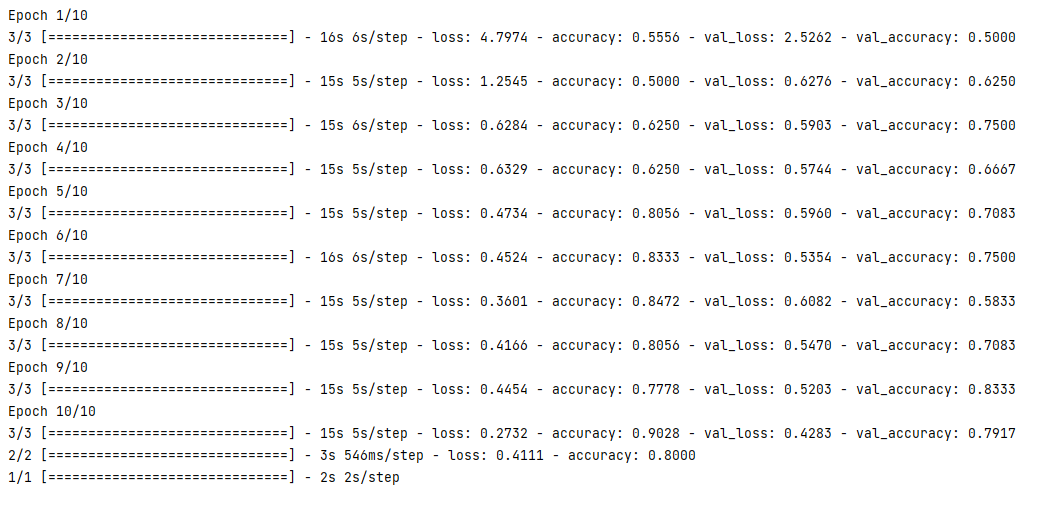 Epoch 1/10
3/3 [==============================] - 16s 6s/step - loss: 4.7974 - accuracy: 0.5556 - val_loss: 2.5262 - val_accuracy: 0.5000
Epoch 2/10
3/3 [==============================] - 15s 5s/step - loss: 1.2545 - accuracy: 0.5000 - val_loss: 0.6276 - val_accuracy: 0.6250
Epoch 3/10
3/3 [==============================] - 15s 6s/step - loss: 0.6284 - accuracy: 0.6250 - val_loss: 0.5903 - val_accuracy: 0.7500
Epoch 4/10
3/3 [==============================] - 15s 5s/step - loss: 0.6329 - accuracy: 0.6250 - val_loss: 0.5744 - val_accuracy: 0.6667
Epoch 5/10
3/3 [==============================] - 15s 5s/step - loss: 0.4734 - accuracy: 0.8056 - val_loss: 0.5960 - val_accuracy: 0.7083
Epoch 6/10
3/3 [==============================] - 16s 6s/step - loss: 0.4524 - accuracy: 0.8333 - val_loss: 0.5354 - val_accuracy: 0.7500
Epoch 7/10
3/3 [==============================] - 15s 5s/step - loss: 0.3601 - accuracy: 0.8472 - val_loss: 0.6082 - val_accuracy: 0.5833
Epoch 8/10
3/3 [==============================] - 15s 5s/step - loss: 0.4166 - accuracy: 0.8056 - val_loss: 0.5470 - val_accuracy: 0.7083
Epoch 9/10
3/3 [==============================] - 15s 5s/step - loss: 0.4454 - accuracy: 0.7778 - val_loss: 0.5203 - val_accuracy: 0.8333
Epoch 10/10
3/3 [==============================] - 15s 5s/step - loss: 0.2732 - accuracy: 0.9028 - val_loss: 0.4283 - val_accuracy: 0.7917
2/2 [==============================] - 3s 546ms/step - loss: 0.4111 - accuracy: 0.8000
1/1 [==============================] - 2s 2s/step